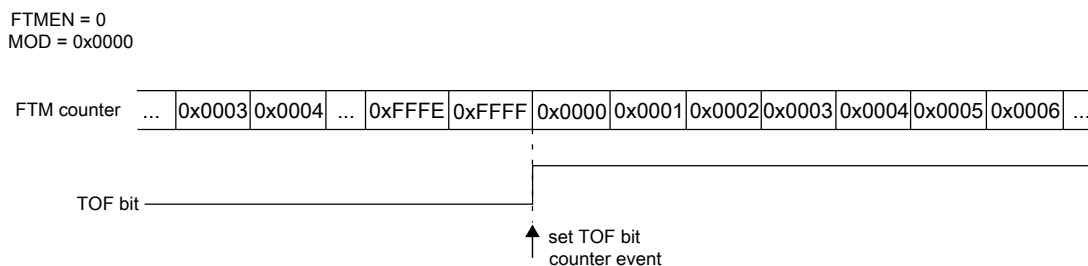 FTMEN = 0
MOD = 0x0000
FTM counter ... 0x0003 0x0004 ... 0xFFFE 0xFFFF 0x0000 0x0001 0x0002 0x0003 0x0004 0x0005 0x0006 ...
TOF bit
set TOF bit
counter event